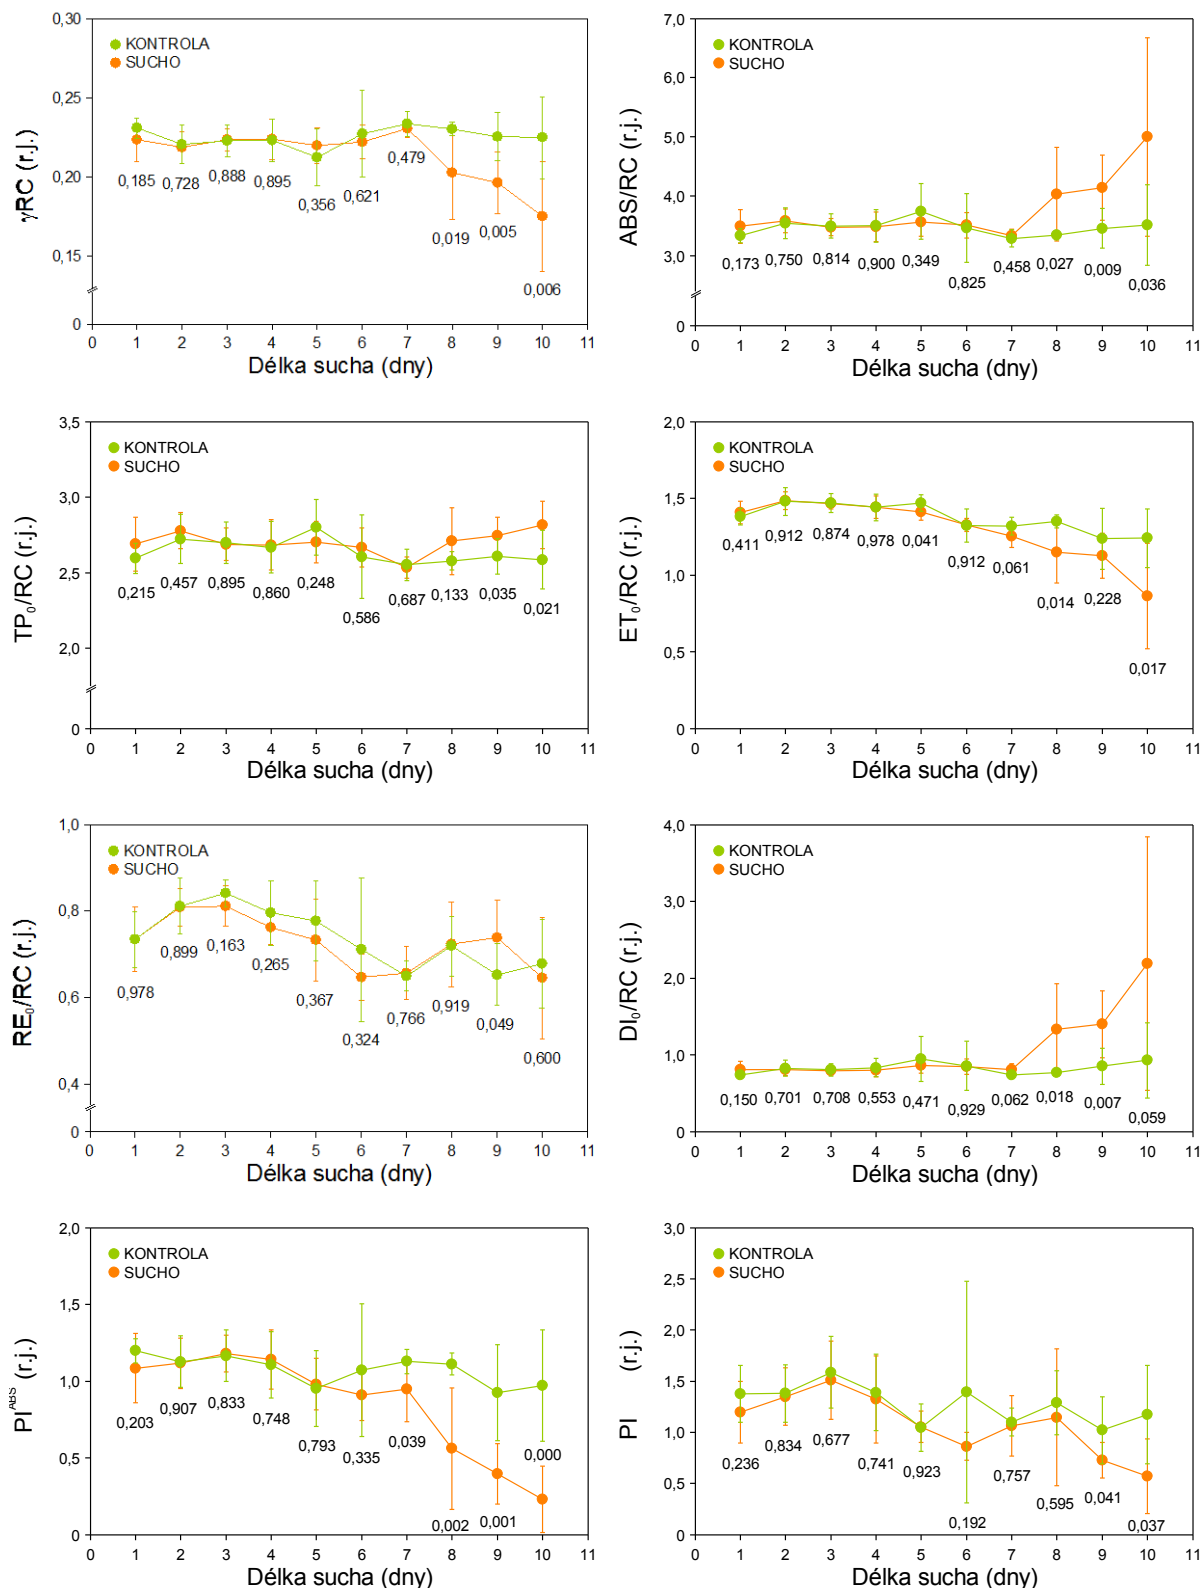 0,30
KONTROLA
SUCHO
0,25
γRC (r.j.)
0,20
0,185 0,728 0,888 0,895 0,356 0,621 0,479 0,019 0,005 0,006
0,15
0
0 1 2 3 4 5 6 7 8 9 10 11
Délka sucha (dny)
7,0
KONTROLA
SUCHO
6,0
5,0
ABS/RC (r.j.)
4,0
3,0
0,173 0,750 0,814 0,900 0,349 0,825 0,458 0,027 0,009 0,036
0
0 1 2 3 4 5 6 7 8 9 10 11
Délka sucha (dny)
3,5
KONTROLA
SUCHO
3,0
TP₀/RC (r.j.)
2,5
0,215 0,457 0,895 0,860 0,248 0,586 0,687 0,133 0,035 0,021
2,0
0
0 1 2 3 4 5 6 7 8 9 10 11
Délka sucha (dny)
2,0
KONTROLA
SUCHO
1,5
ET₀/RC (r.j.)
0,411 0,912 0,874 0,978 0,041 0,912 0,061 0,014 0,228 0,017
1,0
0,5
0
0 1 2 3 4 5 6 7 8 9 10 11
Délka sucha (dny)
1,0
KONTROLA
SUCHO
0,8
RE₀/RC (r.j.)
0,978 0,899 0,163 0,265 0,367 0,324 0,766 0,919 0,049 0,600
0,6
0,4
0
0 1 2 3 4 5 6 7 8 9 10 11
Délka sucha (dny)
4,0
KONTROLA
SUCHO
3,0
DI₀/RC (r.j.)
2,0
1,0
0,150 0,701 0,708 0,553 0,471 0,929 0,062 0,018 0,007 0,059
0
0 1 2 3 4 5 6 7 8 9 10 11
Délka sucha (dny)
2,0
KONTROLA
SUCHO
1,5
PI ABS (r.j.)
1,0
0,203 0,907 0,833 0,748 0,793 0,335 0,039 0,002 0,001 0,000
0,5
0
0 1 2 3 4 5 6 7 8 9 10 11
Délka sucha (dny)
3,0
KONTROLA
SUCHO
2,5
2,0
PI (r.j.)
1,5
1,0
0,236 0,834 0,677 0,741 0,923 0,192 0,757 0,595 0,041 0,037
0,5
0
0 1 2 3 4 5 6 7 8 9 10 11
Délka sucha (dny)